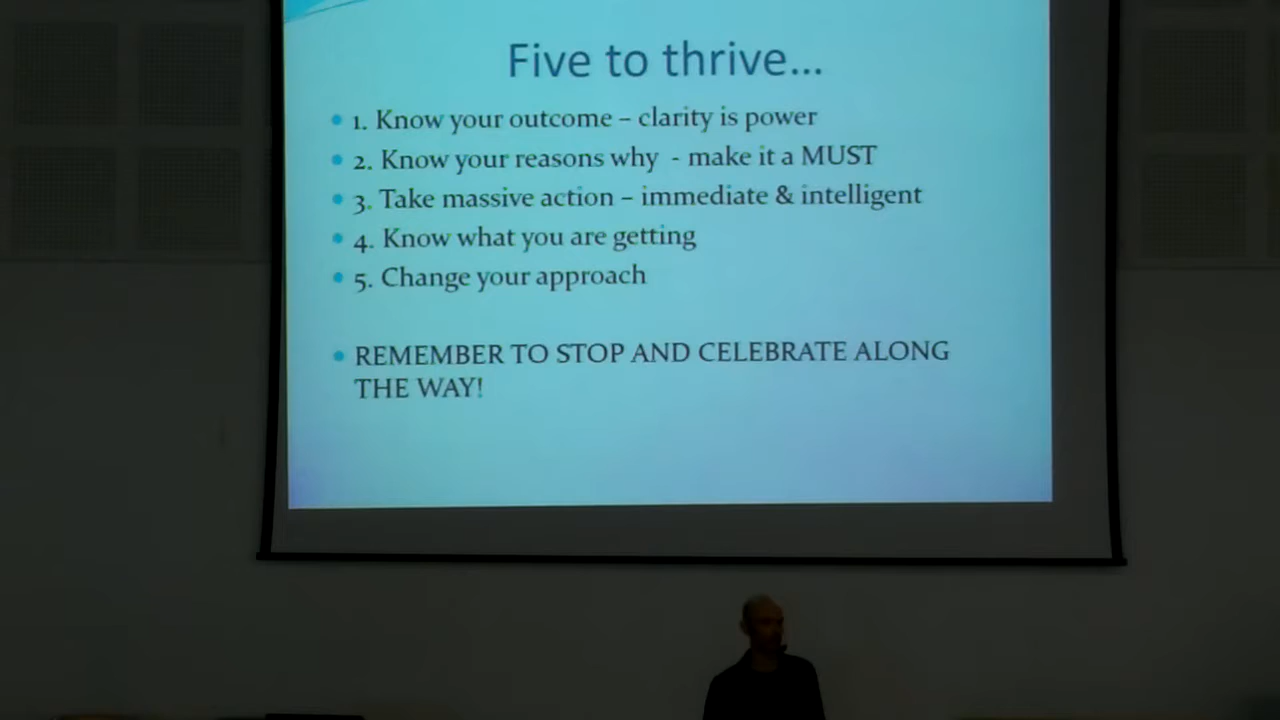 Five to thrive...
1. Know your outcome – clarity is power
2. Know your reasons why - make it a MUST
3. Take massive action – immediate & intelligent
4. Know what you are getting
5. Change your approach
REMEMBER TO STOP AND CELEBRATE ALONG
THE WAY!